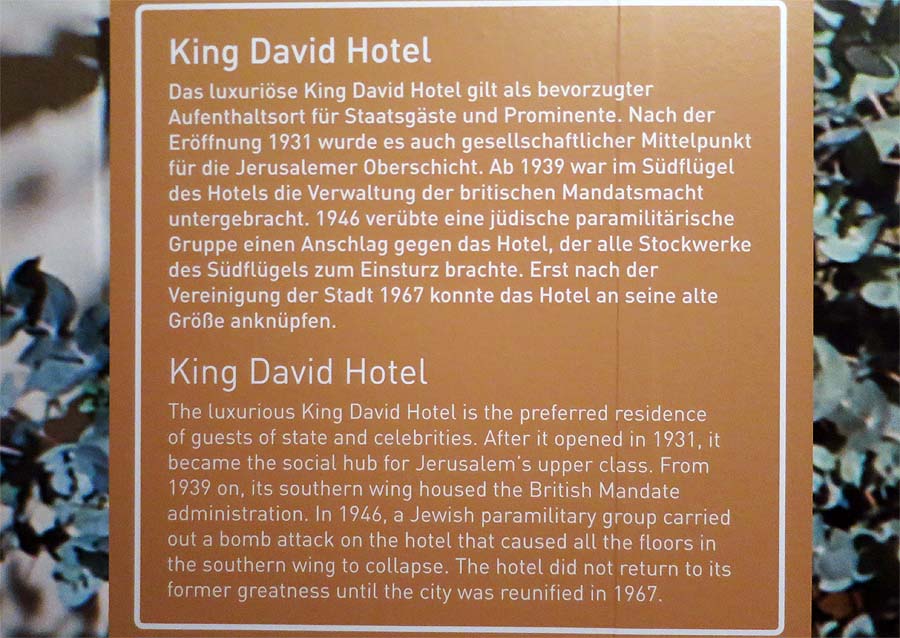 King David Hotel
Das luxuriöse King David Hotel gilt als bevorzugter
Aufenthaltsort für Staatsgäste und Prominente. Nach der
Eröffnung 1931 wurde es auch gesellschaftlicher Mittelpunkt
für die Jerusalemer Oberschicht. Ab 1939 war im Südflügel
des Hotels die Verwaltung der britischen Mandatsmacht
untergebracht. 1946 verübte eine jüdische paramilitärische
Gruppe einen Anschlag gegen das Hotel, der alle Stockwerke
des Südflügels zum Einsturz brachte. Erst nach der
Vereinigung der Stadt 1967 konnte das Hotel an seine alte
Größe anknüpfen.
King David Hotel
The luxurious King David Hotel is the preferred residence
of guests of state and celebrities. After it opened in 1931, it
became the social hub for Jerusalem's upper class. From
1939 on, its southern wing housed the British Mandate
administration. In 1946, a Jewish paramilitary group carried
out a bomb attack on the hotel that caused all the floors in
the southern wing to collapse. The hotel did not return to its
former greatness until the city was reunified in 1967.